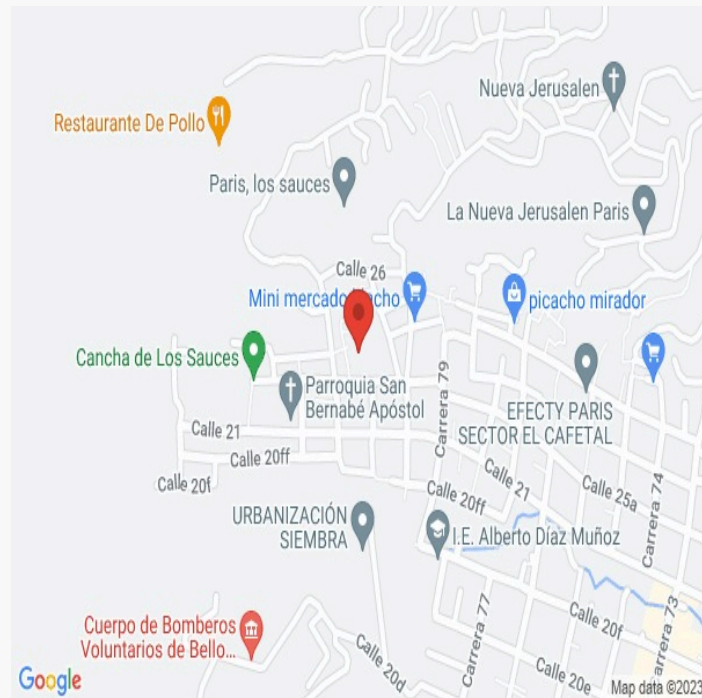 Nueva Jerusalen
Restaurante De Pollo
Paris, los sauces
La Nueva Jerusalen Paris
Calle 26
Mini mercado
picacho mirador
Cancha de Los Sauces
Parroquia San
Bernabé Apóstol
Carrera 79
EFECTY PARIS
SECTOR EL CAFETAL
Calle 21
Calle 20ff
Calle 20f
Calle 21
Calle 25a
Carrera 74
Calle 20ff
URBANIZACIÓN
SIEMBRA
I.E. Alberto Díaz Muñoz
Carrera 77
Calle 20f
Carrera 73
Cuerpo de Bomberos
Voluntarios de Bello...
Calle 20d
Calle 20e
Google
Map data ©2023